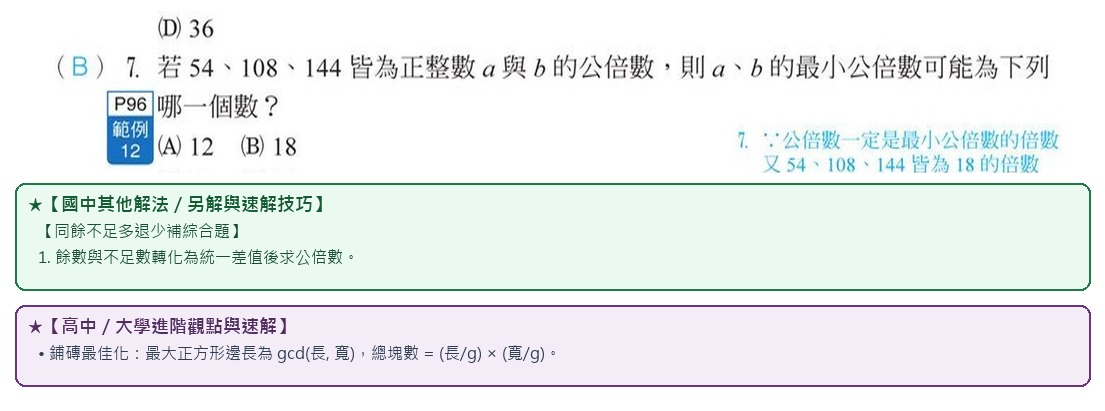 (D) 36
( B ) 7. 若 54、108、144 皆為正整數 a 與 b 的公倍數,則 a、b 的最小公倍數可能為下列
P96 哪一個數?
範例
12 (A) 12 (B) 18
7. ∵公倍數一定是最小公倍數的倍數
又 54、108、144 皆為 18 的倍數
★【國中其他解法 / 另解與速解技巧】
【同餘不足多退少補綜合題】
1. 餘數與不足數轉化為統一差值後求公倍數。
★【高中 / 大學進階觀點與速解】
• 鋪磚最佳化:最大正方形邊長為 gcd(長, 寬),總塊數 = (長/g) × (寬/g)。